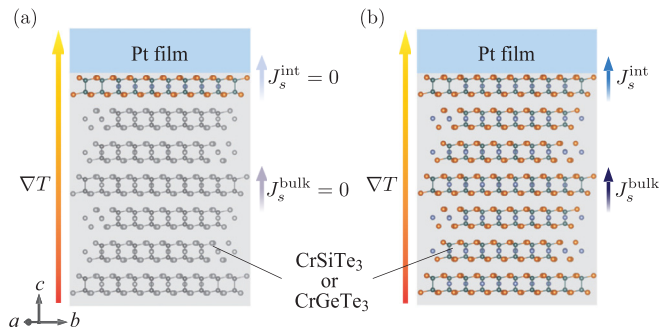 (a)
Pt film
J_s^int = 0
∇T
J_s^bulk = 0
c
a
b
CrSiTe₃
or
CrGeTe₃
(b)
Pt film
J_s^int
∇T
J_s^bulk